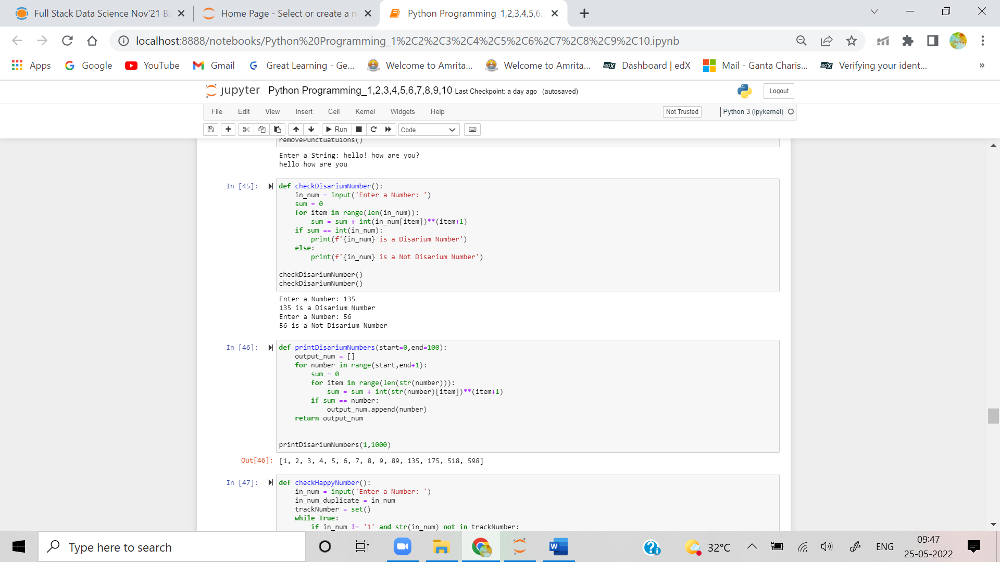 Full Stack Data Science Nov'21 Ba
Home Page - Select or create a n
Python Programming_1,2,3,4,5,6,
localhost:8888/notebooks/Python%20Programming_1%2C2%2C3%2C4%2C5%2C6%2C7%2C8%2C9%2C10.ipynb
Apps
Google
YouTube
Gmail
Great Learning - Ge...
Welcome to Amrita...
Welcome to Amrita...
Dashboard | edX
Mail - Ganta Charis...
Verifying your ident...
»
jupyter Python Programming_1,2,3,4,5,6,7,8,9,10 Last Checkpoint: a day ago (autosaved)
Logout
File Edit View Insert Cell Kernel Widgets Help
Not Trusted
Python 3 (ipykernel)
Run
Code
removePunctuatuions()
Enter a String: hello! how are you?
hello how are you
In [45]:
def checkDisariumNumber():
    in_num = input('Enter a Number: ')
    sum = 0
    for item in range(len(in_num)):
        sum = sum + int(in_num[item])**(item+1)
    if sum == int(in_num):
        print(f'{in_num} is a Disarium Number')
    else:
        print(f'{in_num} is a Not Disarium Number')
checkDisariumNumber()
checkDisariumNumber()
Enter a Number: 135
135 is a Disarium Number
Enter a Number: 56
56 is a Not Disarium Number
In [46]:
def printDisariumNumbers(start=0,end=100):
    output_num = []
    for number in range(start,end+1):
        sum = 0
        for item in range(len(str(number))):
            sum = sum + int(str(number)[item])**(item+1)
        if sum == number:
            output_num.append(number)
    return output_num
printDisariumNumbers(1,1000)
Out[46]: [1, 2, 3, 4, 5, 6, 7, 8, 9, 89, 135, 175, 518, 598]
In [47]:
def checkHappyNumber():
    in_num = input('Enter a Number: ')
    in_num_duplicate = in_num
    trackNumber = set()
    while True:
        if in_num != '1' and str(in_num) not in trackNumber:
Type here to search
32°C
ENG
09:47
25-05-2022